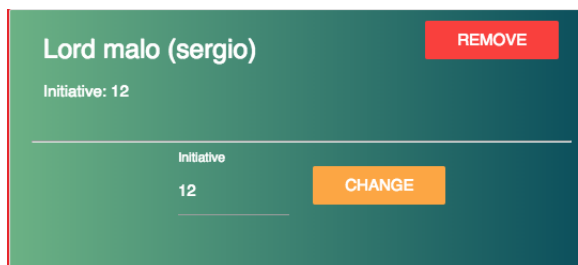 Lord malo (sergio)
REMOVE
Initiative: 12
Initiative
12
CHANGE